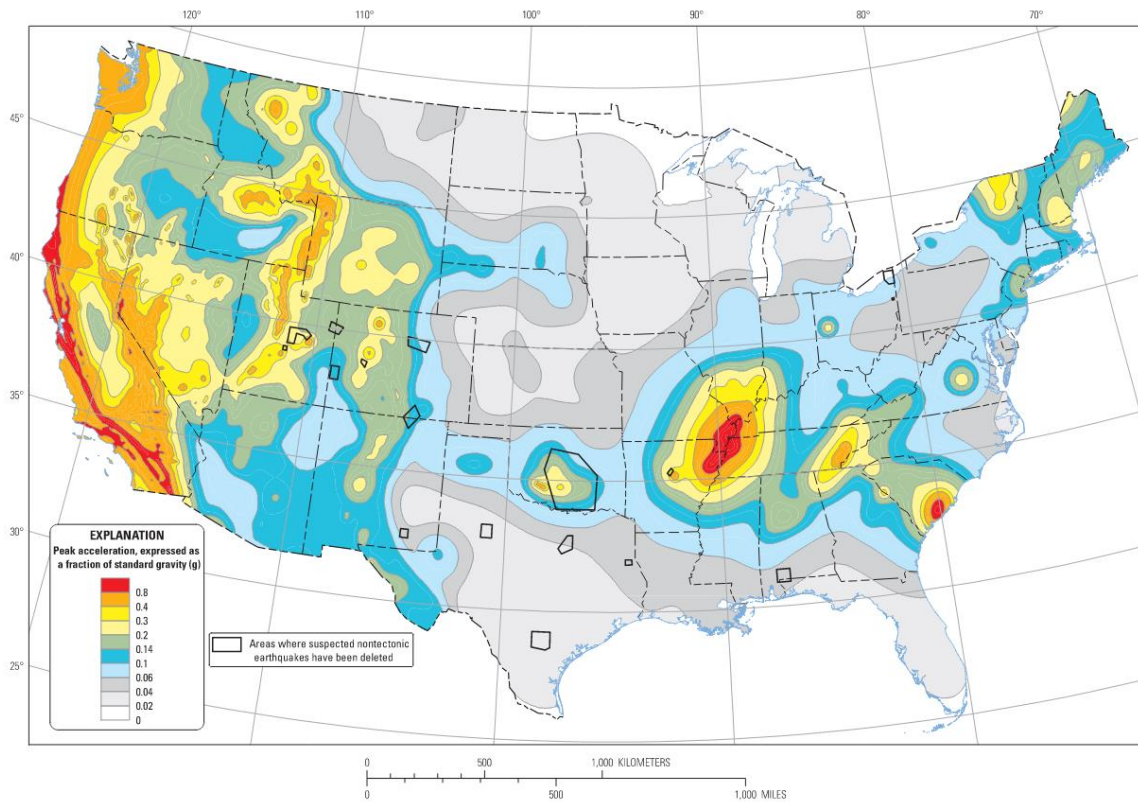 120° 110° 100° 90° 80° 70°
45°
40°
35°
30°
25°
EXPLANATION
Peak acceleration, expressed as
a fraction of standard gravity (g)
0.8
0.4
0.3
0.2
0.14
0.1
0.06
0.04
0.02
0
Areas where suspected nontectonic
earthquakes have been deleted
0 500 1,000 KILOMETERS
0 500 1,000 MILES